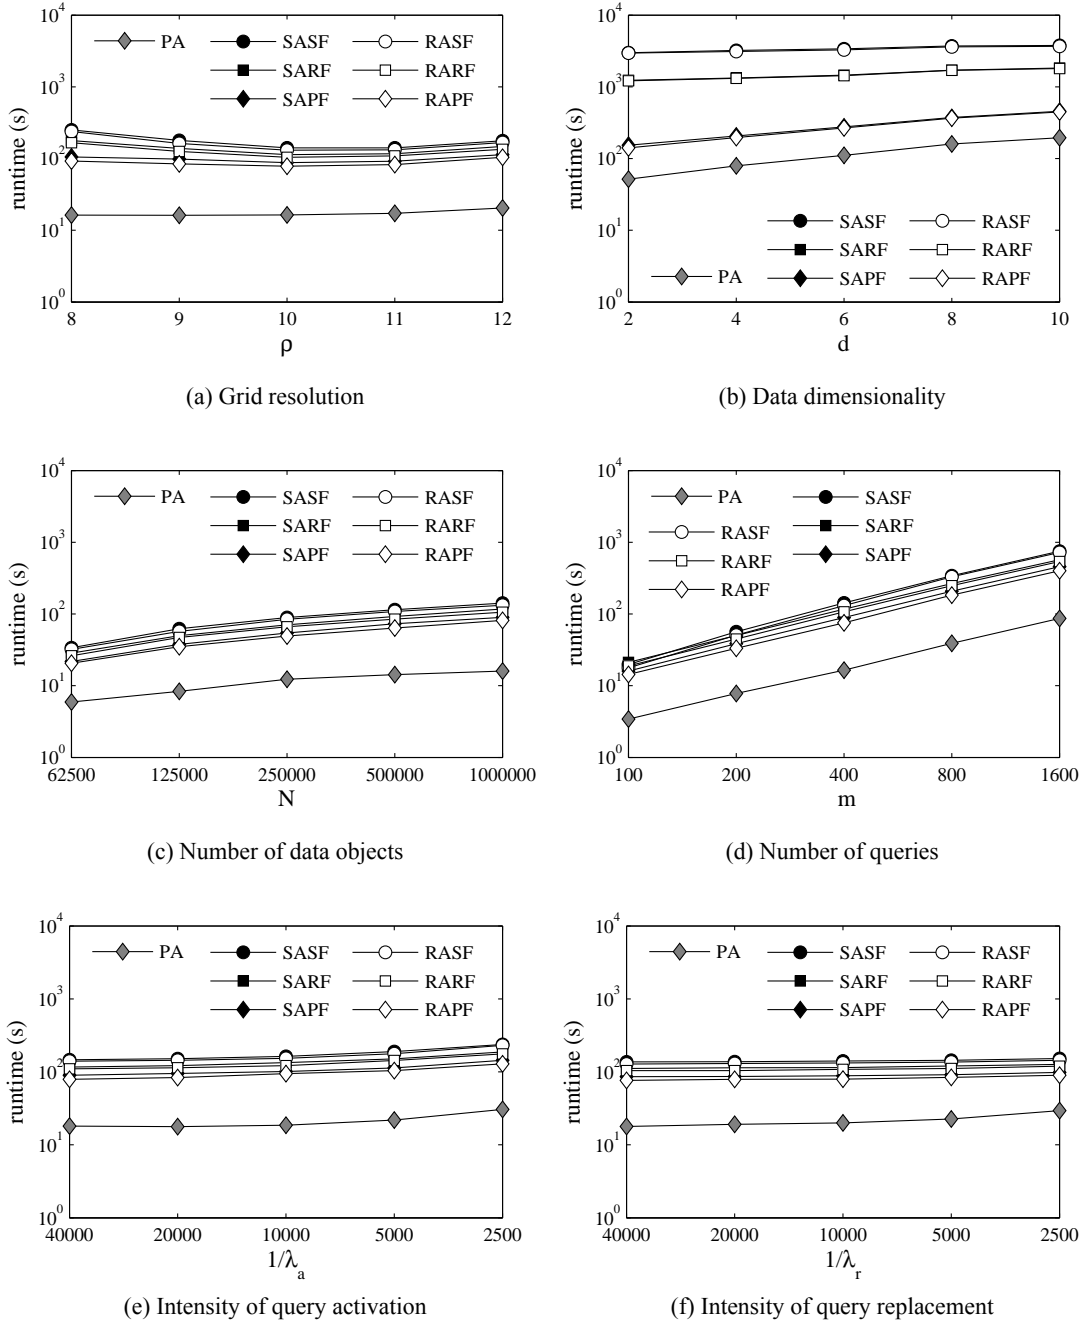 10^4
10^3
10^2
10^1
10^0
runtime (s)
PA
SASF
RASF
SARF
RARF
SAPF
RAPF
8 9 10 11 12
ρ
(a) Grid resolution
10^4
10^3
10^2
10^1
10^0
runtime (s)
SASF
RASF
SARF
RARF
PA
SAPF
RAPF
2 4 6 8 10
d
(b) Data dimensionality
10^4
10^3
10^2
10^1
10^0
runtime (s)
PA
SASF
RASF
SARF
RARF
SAPF
RAPF
62500 125000 250000 500000 1000000
N
(c) Number of data objects
10^4
10^3
10^2
10^1
10^0
runtime (s)
PA
SASF
RASF
SARF
RARF
SAPF
RAPF
100 200 400 800 1600
m
(d) Number of queries
10^4
10^3
10^2
10^1
10^0
runtime (s)
PA
SASF
RASF
SARF
RARF
SAPF
RAPF
40000 20000 10000 5000 2500
1/λ_a
(e) Intensity of query activation
10^4
10^3
10^2
10^1
10^0
runtime (s)
PA
SASF
RASF
SARF
RARF
SAPF
RAPF
40000 20000 10000 5000 2500
1/λ_r
(f) Intensity of query replacement